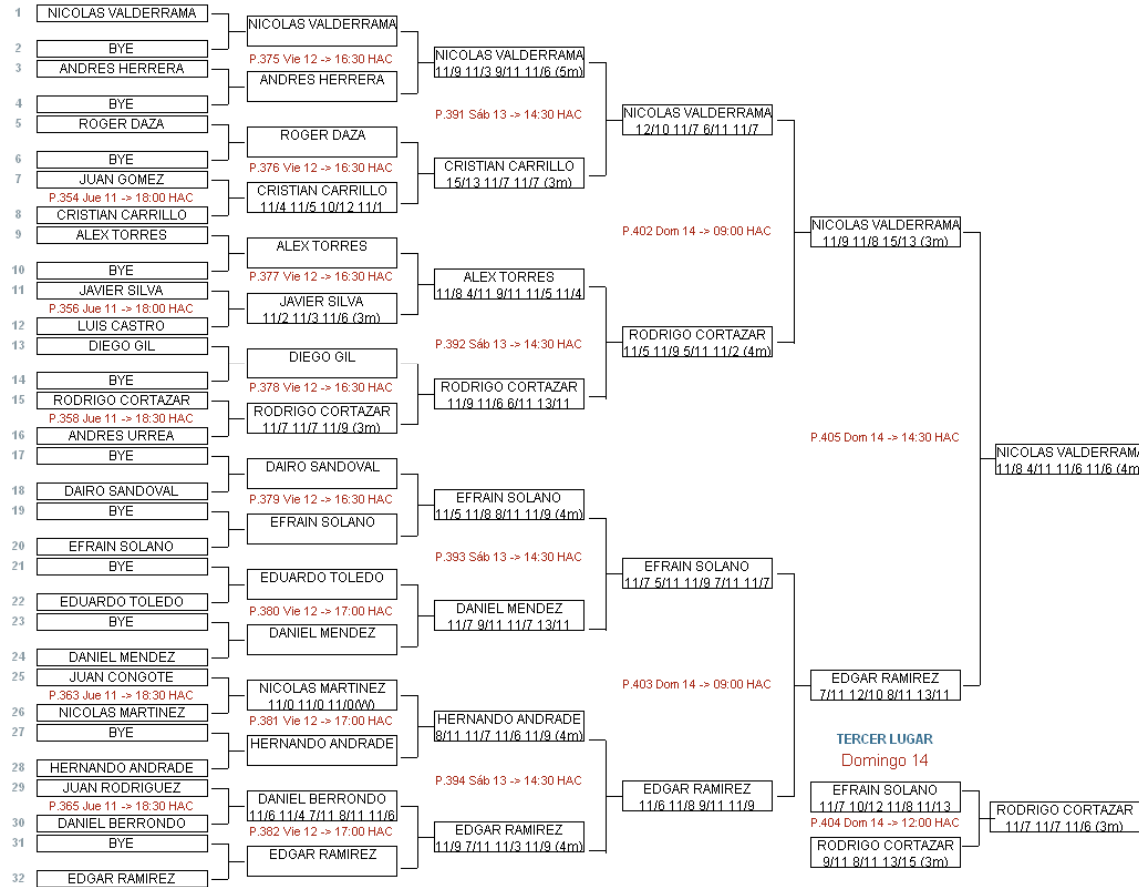 1 NICOLAS VALDERRAMA
2 BYE
3 ANDRES HERRERA
4 BYE
5 ROGER DAZA
6 BYE
7 JUAN GOMEZ
P.354 Jue 11 -> 18:00 HAC
8 CRISTIAN CARRILLO
9 ALEX TORRES
10 BYE
11 JAVIER SILVA
P.356 Jue 11 -> 18:00 HAC
12 LUIS CASTRO
13 DIEGO GIL
14 BYE
15 RODRIGO CORTAZAR
P.358 Jue 11 -> 18:30 HAC
16 ANDRES URREA
17 BYE
18 DAIRO SANDOVAL
19 BYE
20 EFRAIN SOLANO
21 BYE
22 EDUARDO TOLEDO
23 BYE
24 DANIEL MENDEZ
25 JUAN CONGOTE
P.363 Jue 11 -> 18:30 HAC
26 NICOLAS MARTINEZ
27 BYE
28 HERNANDO ANDRADE
29 JUAN RODRIGUEZ
P.365 Jue 11 -> 18:30 HAC
30 DANIEL BERRONDO
31 BYE
32 EDGAR RAMIREZ
NICOLAS VALDERRAMA
P.375 Vie 12 -> 16:30 HAC
ANDRES HERRERA
ROGER DAZA
P.376 Vie 12 -> 16:30 HAC
CRISTIAN CARRILLO
11/4 11/5 10/12 11/1
ALEX TORRES
P.377 Vie 12 -> 16:30 HAC
JAVIER SILVA
11/2 11/3 11/6 (3m)
DIEGO GIL
P.378 Vie 12 -> 16:30 HAC
RODRIGO CORTAZAR
11/7 11/7 11/9 (3m)
DAIRO SANDOVAL
P.379 Vie 12 -> 16:30 HAC
EFRAIN SOLANO
EDUARDO TOLEDO
P.380 Vie 12 -> 17:00 HAC
DANIEL MENDEZ
NICOLAS MARTINEZ
11/0 11/0 11/0(W)
P.381 Vie 12 -> 17:00 HAC
HERNANDO ANDRADE
DANIEL BERRONDO
11/6 11/4 7/11 8/11 11/6
P.382 Vie 12 -> 17:00 HAC
EDGAR RAMIREZ
NICOLAS VALDERRAMA
11/9 11/3 9/11 11/6 (5m)
P.391 Sáb 13 -> 14:30 HAC
CRISTIAN CARRILLO
15/13 11/7 11/7 (3m)
ALEX TORRES
11/8 4/11 9/11 11/5 11/4
P.392 Sáb 13 -> 14:30 HAC
RODRIGO CORTAZAR
11/9 11/6 6/11 13/11
EFRAIN SOLANO
11/5 11/8 8/11 11/9 (4m)
P.393 Sáb 13 -> 14:30 HAC
DANIEL MENDEZ
11/7 9/11 11/7 13/11
HERNANDO ANDRADE
8/11 11/7 11/6 11/9 (4m)
P.394 Sáb 13 -> 14:30 HAC
EDGAR RAMIREZ
11/9 7/11 11/3 11/9 (4m)
NICOLAS VALDERRAMA
12/10 11/7 6/11 11/7
P.402 Dom 14 -> 09:00 HAC
RODRIGO CORTAZAR
11/5 11/9 5/11 11/2 (4m)
EFRAIN SOLANO
11/7 5/11 11/9 7/11 11/7
P.403 Dom 14 -> 09:00 HAC
EDGAR RAMIREZ
11/6 11/8 9/11 11/9
NICOLAS VALDERRAMA
11/9 11/8 15/13 (3m)
P.405 Dom 14 -> 14:30 HAC
EDGAR RAMIREZ
7/11 12/10 8/11 13/11
NICOLAS VALDERRAMA
11/8 4/11 11/6 11/6 (4m
TERCER LUGAR
Domingo 14
EFRAIN SOLANO
11/7 10/12 11/8 11/13
P.404 Dom 14 -> 12:00 HAC
RODRIGO CORTAZAR
9/11 8/11 13/15 (3m)
RODRIGO CORTAZAR
11/7 11/7 11/6 (3m)